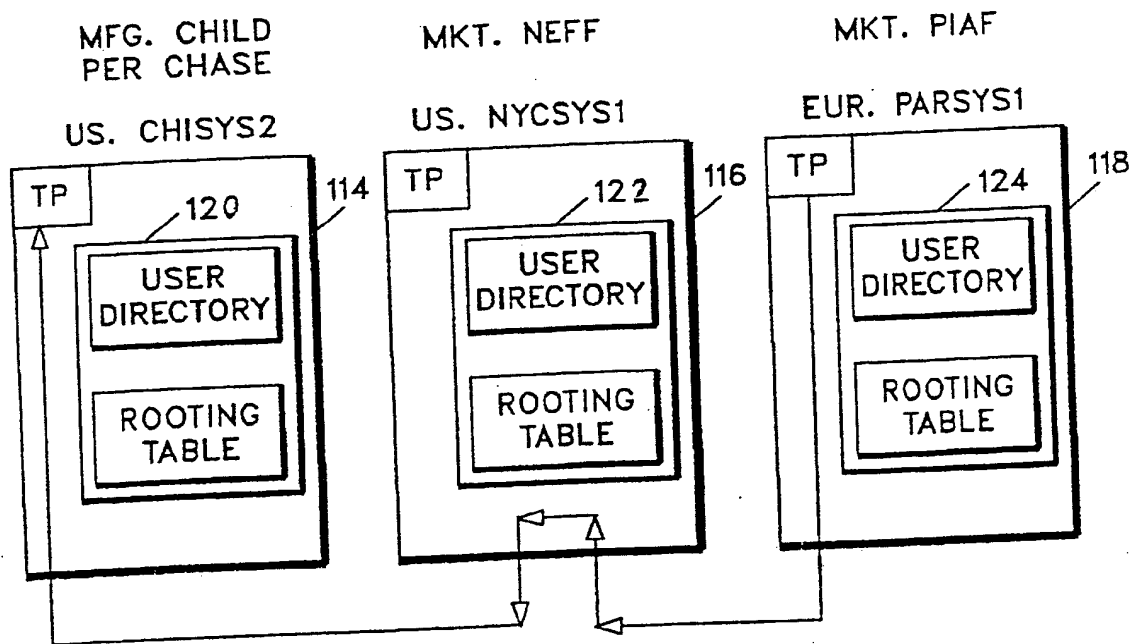 MFG. CHILD
PER CHASE
MKT. NEFF
MKT. PIAF
US. CHISYS2
US. NYCSYS1
EUR. PARSYS1
TP
120
114
USER
DIRECTORY
ROOTING
TABLE
TP
122
116
USER
DIRECTORY
ROOTING
TABLE
TP
124
118
USER
DIRECTORY
ROOTING
TABLE